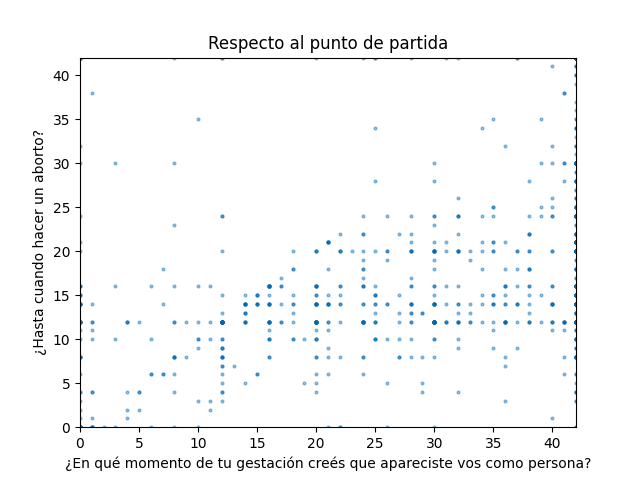 Respecto al punto de partida
¿Hasta cuando hacer un aborto?
40
35
30
25
20
15
10
5
0
0 5 10 15 20 25 30 35 40
¿En qué momento de tu gestación creés que apareciste vos como persona?